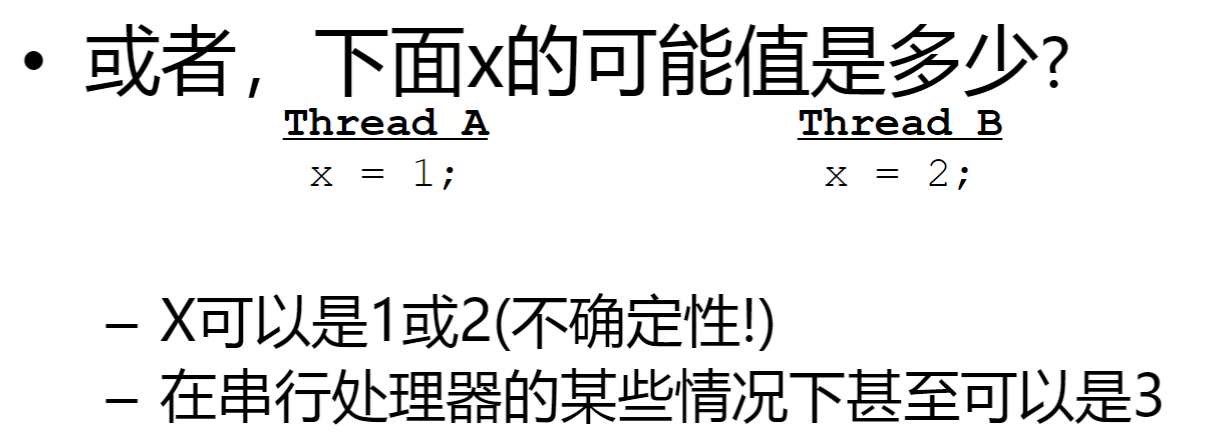 • 或者，下面x的可能值是多少?
Thread A Thread B
x = 1; x = 2;
– X可以是1或2(不确定性!)
– 在串行处理器的某些情况下甚至可以是3